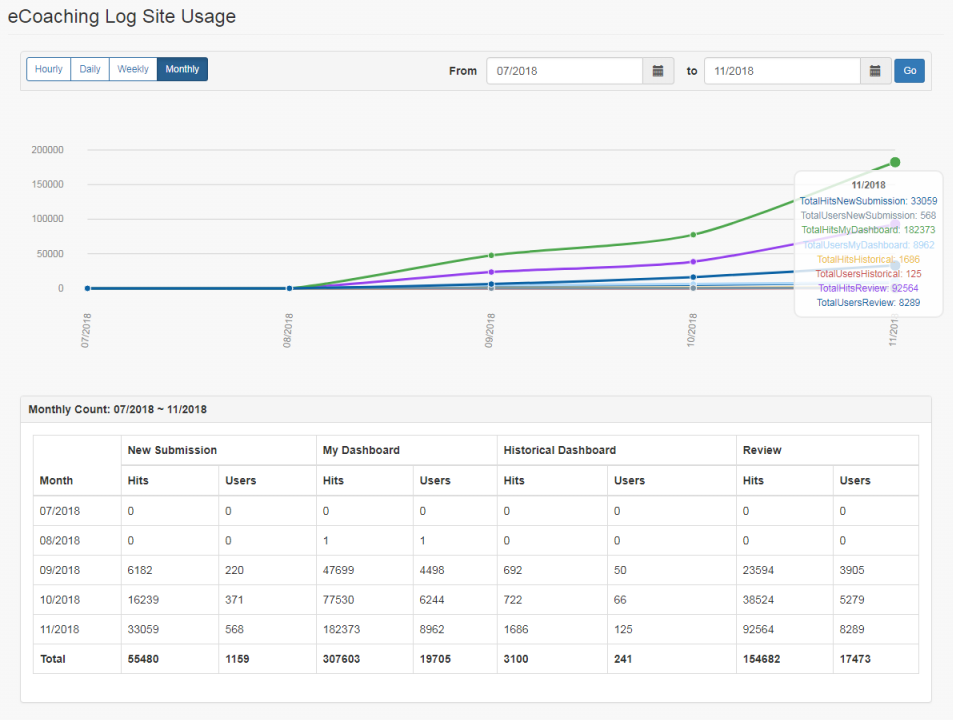 eCoaching Log Site Usage
Hourly Daily Weekly Monthly From 07/2018 to 11/2018 Go
200000
150000
100000
50000
0
07/2018 08/2018 09/2018 10/2018 11/201
11/2018
TotalHitsNewSubmission: 33059
TotalUsersNewSubmission: 568
TotalHitsMyDashboard: 182373
TotalUsersMyDashboard: 8962
TotalHitsHistorical: 1686
TotalUsersHistorical: 125
TotalHitsReview: 92564
TotalUsersReview: 8289
Monthly Count: 07/2018 ~ 11/2018
New Submission My Dashboard Historical Dashboard Review
Month Hits Users Hits Users Hits Users Hits Users
07/2018 0 0 0 0 0 0 0 0
08/2018 0 0 1 1 0 0 0 0
09/2018 6182 220 47699 4498 692 50 23594 3905
10/2018 16239 371 77530 6244 722 66 38524 5279
11/2018 33059 568 182373 8962 1686 125 92564 8289
Total 55480 1159 307603 19705 3100 241 154682 17473